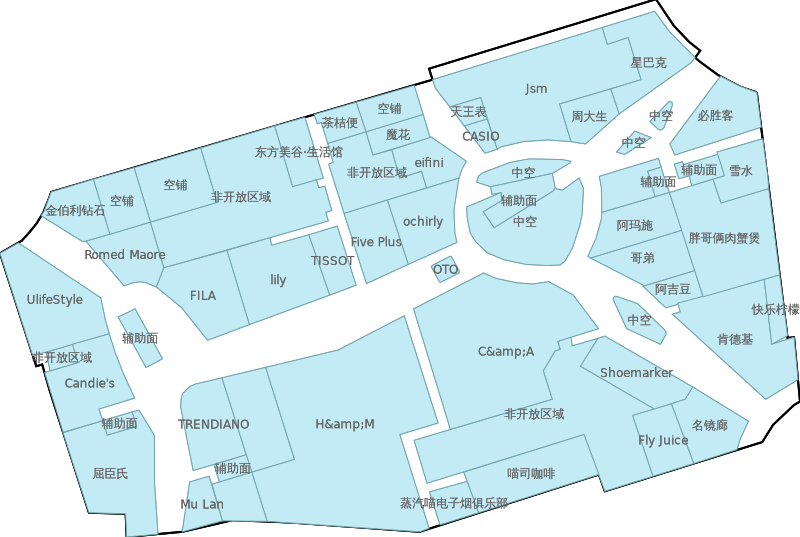 星巴克
Jsm
天王表
周大生
中空
必胜客
空铺
茶桔便
魔花
CASIO
中空
东方美谷·生活馆
eifini
非开放区域
中空
辅助面
雪水
辅助面
空铺
空铺
非开放区域
金伯利钻石
辅助面
中空
ochirly
阿玛施
胖哥俩肉蟹煲
Five Plus
Romed Maore
TISSOT
哥弟
OTO
lily
FILA
阿吉豆
UlifeStyle
快乐柠檬
中空
辅助面
肯德基
C&amp;A
非开放区域
Shoemarker
Candie's
非开放区域
辅助面
TRENDIANO
H&amp;M
名镜廊
Fly Juice
屈臣氏
辅助面
喵司咖啡
Mu Lan
蒸汽喵电子烟俱乐部